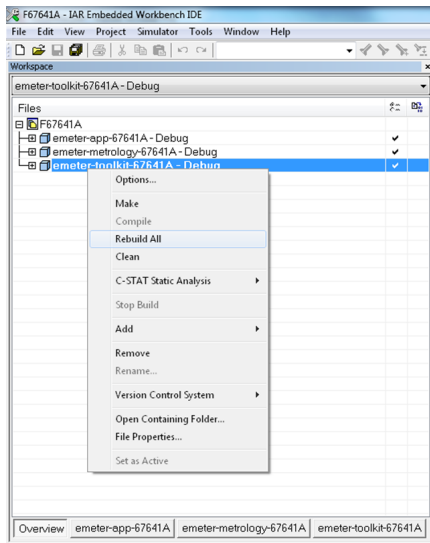 F67641A - IAR Embedded Workbench IDE
File Edit View Project Simulator Tools Window Help
Workspace x
emeter-toolkit-67641A - Debug
Files
F67641A
emeter-app-67641A - Debug
emeter-metrology-67641A - Debug
emeter-toolkit-67641A - Debug
Options...
Make
Compile
Rebuild All
Clean
C-STAT Static Analysis
Stop Build
Add
Remove
Rename...
Version Control System
Open Containing Folder...
File Properties...
Set as Active
Overview emeter-app-67641A emeter-metrology-67641A emeter-toolkit-67641A